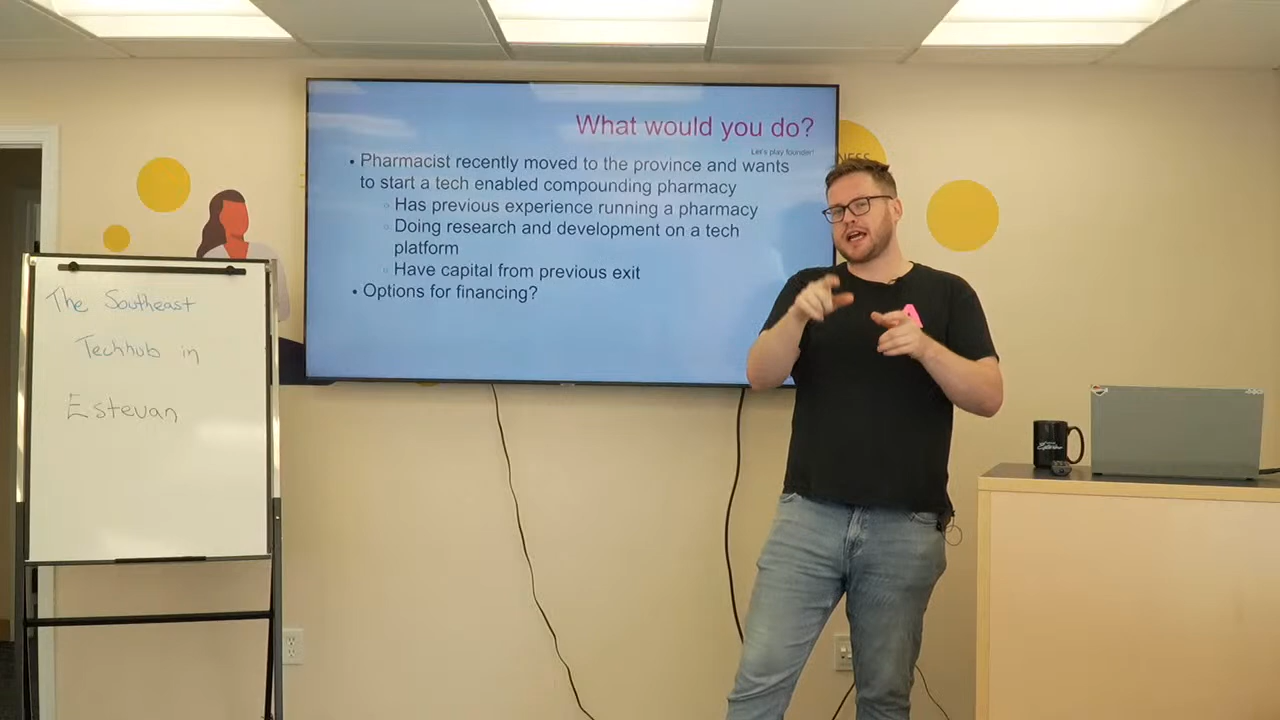 The Southeast
Techhub in
Estevan
What would you do?
Let's play founder!
• Pharmacist recently moved to the province and wants
to start a tech enabled compounding pharmacy
○ Has previous experience running a pharmacy
○ Doing research and development on a tech
platform
○ Have capital from previous exit
• Options for financing?
NESS